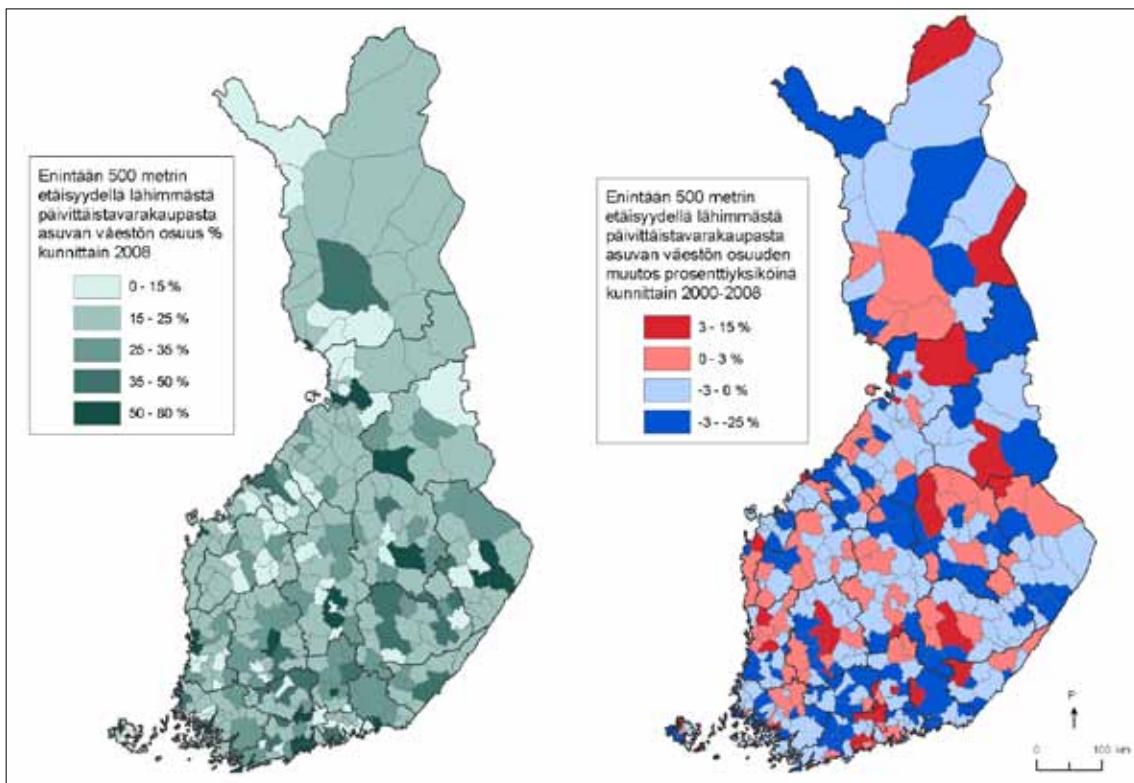 Enintään 500 metrin
etäisyydellä lähimmästä
päivittäistavarakaupasta
asuvan väestön osuus %
kunnittain 2008
0 - 15 %
15 - 25 %
25 - 35 %
35 - 50 %
50 - 80 %
Enintään 500 metrin
etäisyydellä lähimmästä
päivittäistavarakaupasta
asuvan väestön osuuden
muutos prosenttiyksiköinä
kunnittain 2000-2008
3 - 15 %
0 - 3 %
-3 - 0 %
-3 - -25 %
P
0 100 km